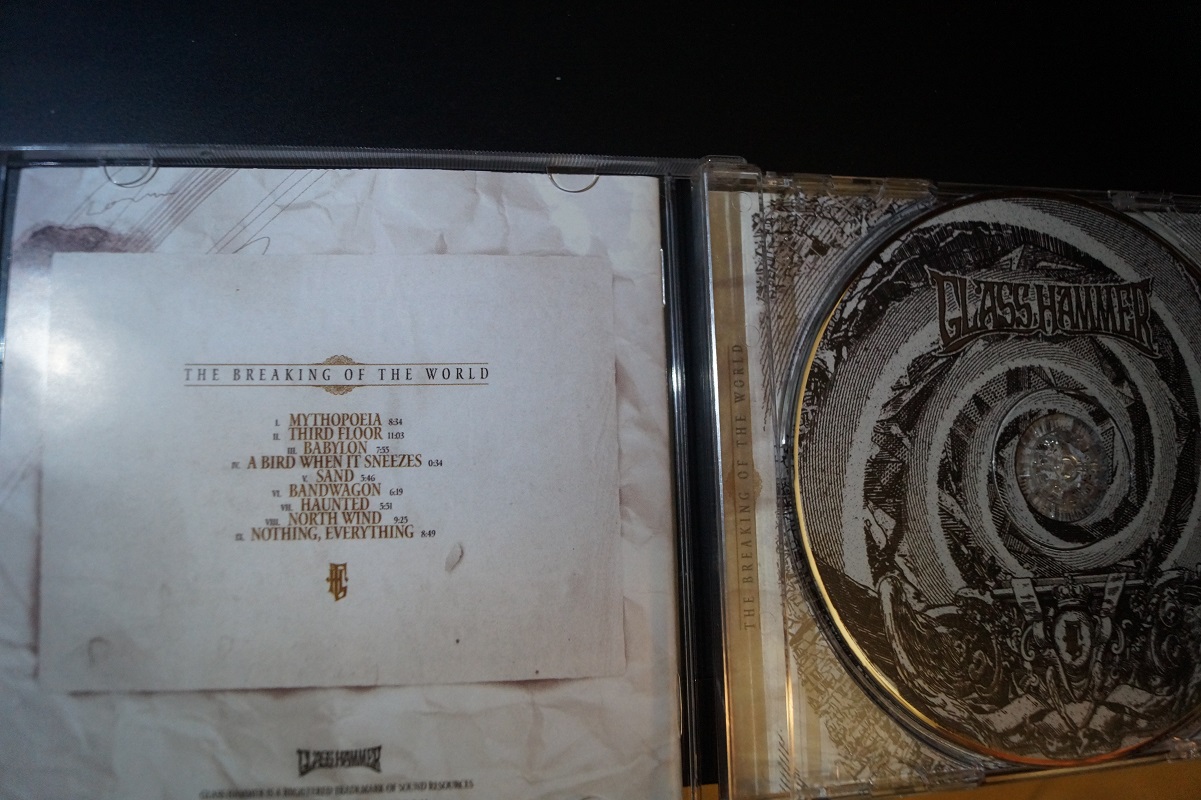 THE BREAKING OF THE WORLD
I. MYTHOPOEIA 8:34
II. THIRD FLOOR 11:03
III. BABYLON 7:55
IV. A BIRD WHEN IT SNEEZES 0:34
V. SAND 5:46
VI. BANDWAGON 6:19
VII. HAUNTED 5:51
VIII. NORTH WIND 9:25
IX. NOTHING, EVERYTHING 8:49
GLASS HAMMER
GLASS HAMMER IS A REGISTERED TRADEMARK OF SOUND RESOURCES
THE BREAKING OF THE WORLD
GLASS HAMMER